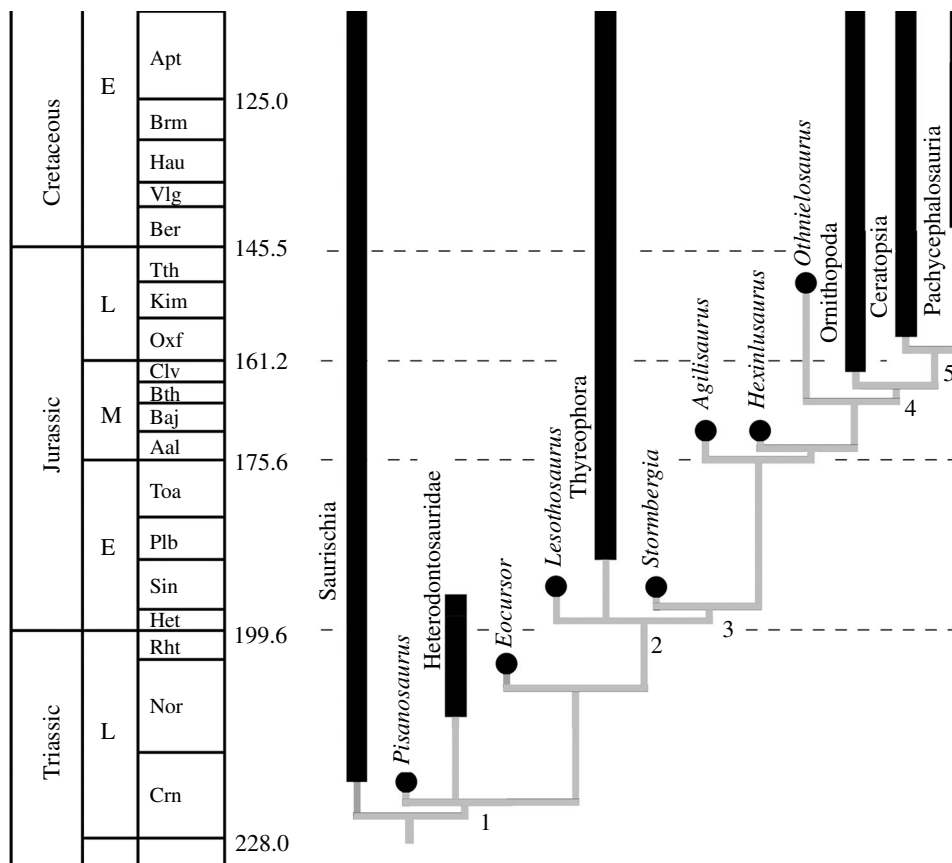 Cretaceous
Jurassic
Triassic
E
L
M
E
L
Apt
Brm
Hau
Vlg
Ber
Tth
Kim
Oxf
Clv
Bth
Baj
Aal
Toa
Plb
Sin
Het
Rht
Nor
Crn
125.0
145.5
161.2
175.6
199.6
228.0
Saurischia
Pisanosaurus
Heterodontosauridae
Eocursor
Lesothosaurus
Thyreophora
Stormbergia
Agilisaurus
Hexinlusaurus
Othnielosaurus
Ornithopoda
Ceratopsia
Pachycephalosauria
1
2
3
4
5